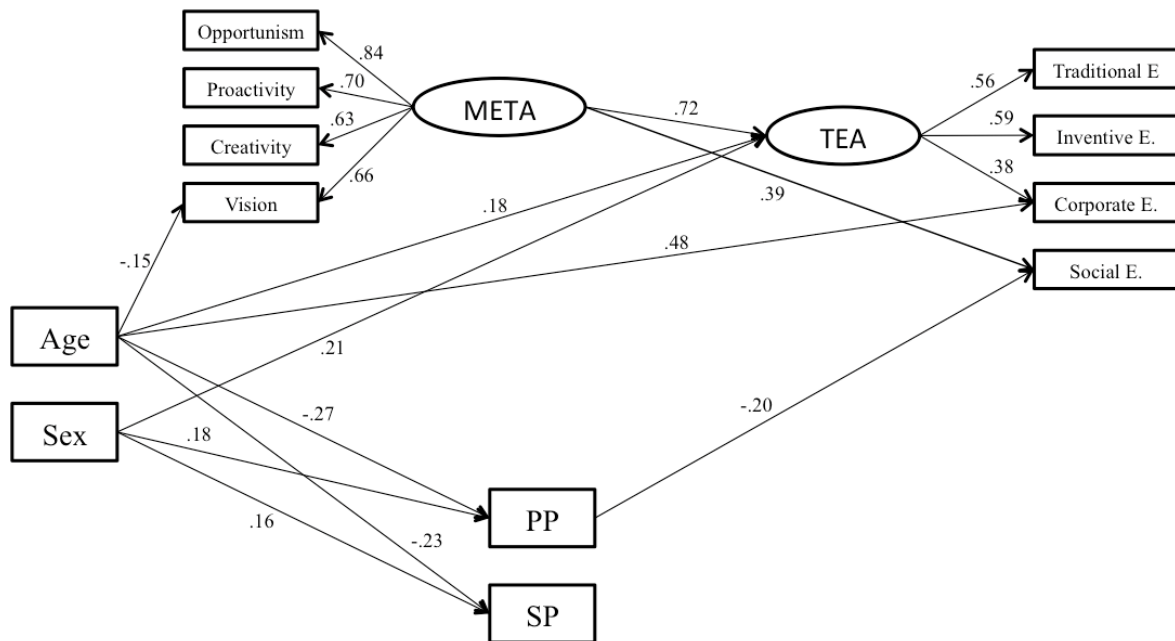 Opportunism
.84
Proactivity
.70
META
Creativity
.63
Vision
.66
.72
TEA
.56
Traditional E
.59
Inventive E.
.38
Corporate E.
.39
Social E.
.18
.48
-.15
Age
.21
Sex
-.27
.18
-.20
PP
.16
-.23
SP